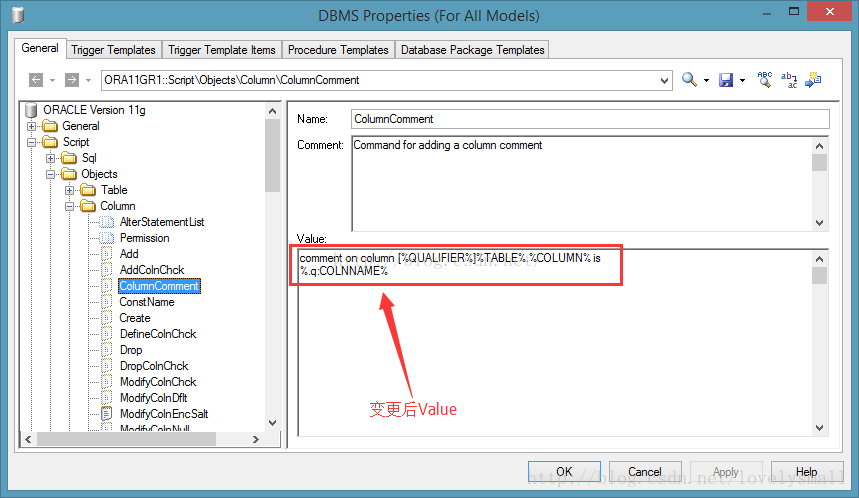 DBMS Properties (For All Models)
General
Trigger Templates
Trigger Template Items
Procedure Templates
Database Package Templates
ORA11GR1::Script\Objects\Column\ColumnComment
ORACLE Version 11g
General
Script
Sql
Objects
Table
Column
AlterStatementList
Permission
Add
AddColnChck
ColumnComment
ConstName
Create
DefineColnChck
Drop
DropColnChck
ModifyColnChck
ModifyColnDflt
ModifyColnEncSalt
ModifyColnNull
Name:
ColumnComment
Comment:
Command for adding a column comment
Value:
comment on column [%QUALIFIER%]%TABLE%.%COLUMN% is
%.q:COLNNAME%
变更后Value
OK
Cancel
Apply
Help
http://blog.csdn.net/lovelysmall